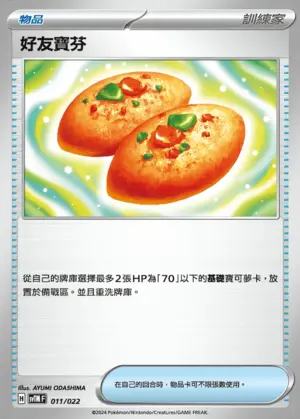 物品
訓練家
好友寶芬
從自己的牌庫選擇最多2張HP為「70」以下的基礎寶可夢卡，放
置於備戰區。並且重洗牌庫。
Illus. AYUMI ODASHIMA
H SVHM F 011/022
在自己的回合時，物品卡可不限張數使用。
©2024 Pokémon/Nintendo/Creatures/GAME FREAK.